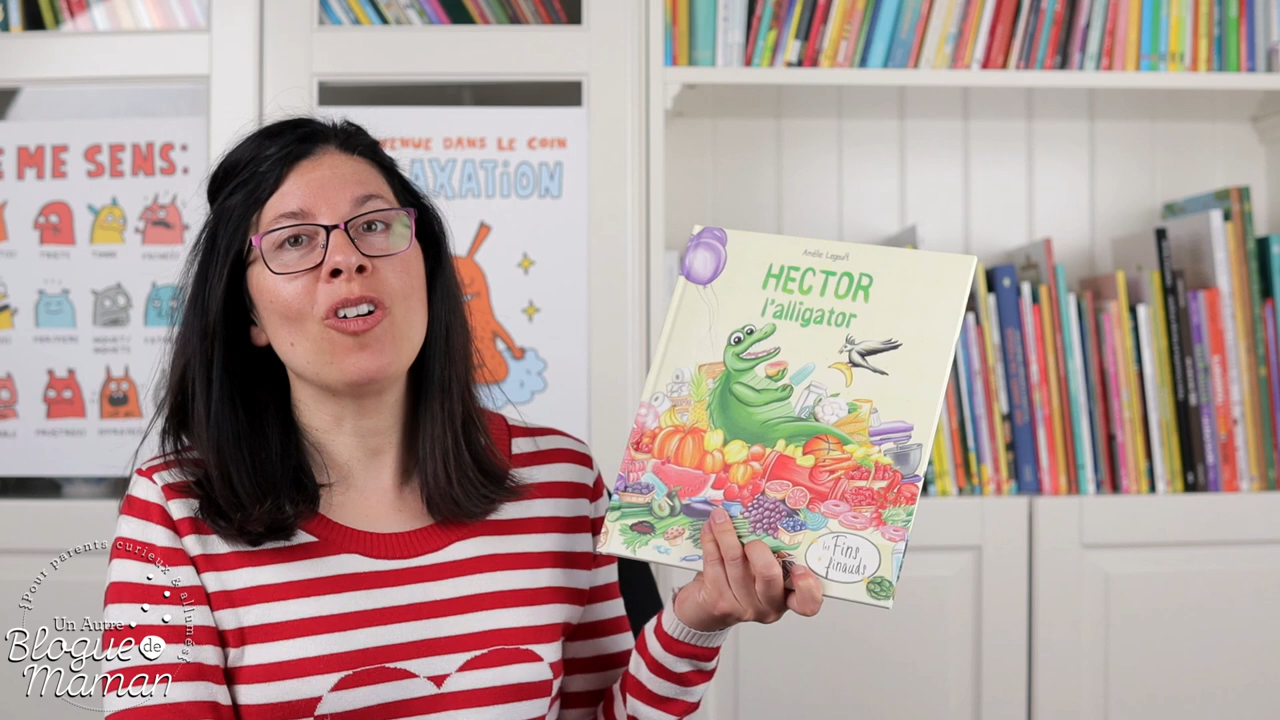 E ME SENS:
ENUE DANS LE COIN
AXATION
Amélie Legault
HECTOR
l'alligator
les Fins
finauds
{Pour parents curieux & allumés}
Un Autre
Blogue de
Maman